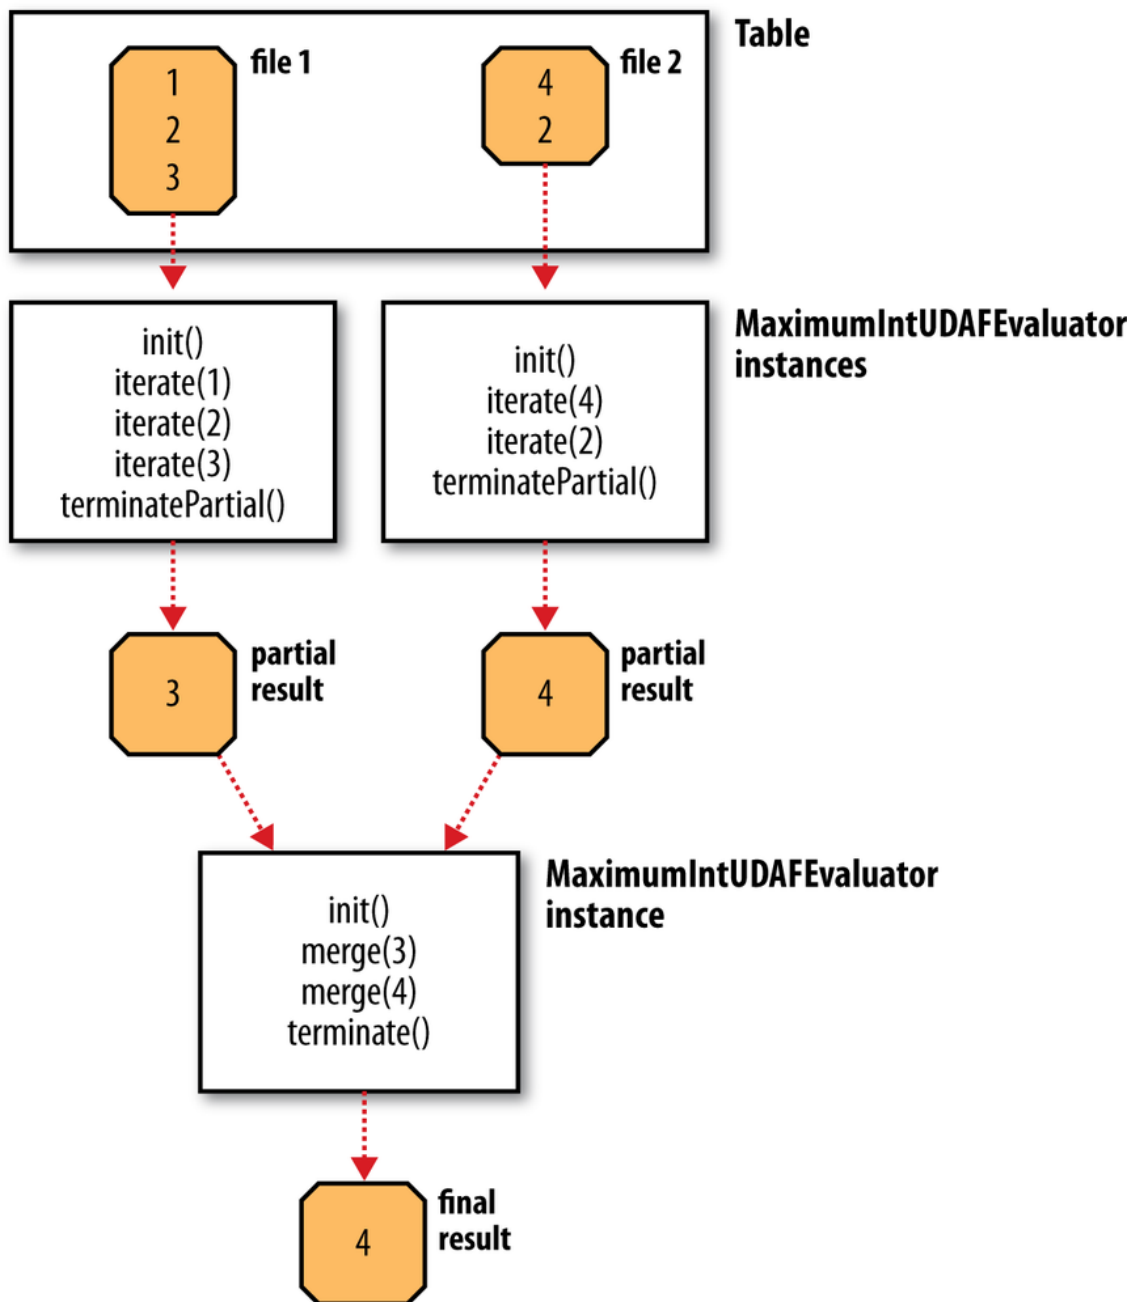 Table
file 1
1
2
3
file 2
4
2
MaximumIntUDAFEvaluator
instances
init()
iterate(1)
iterate(2)
iterate(3)
terminatePartial()
init()
iterate(4)
iterate(2)
terminatePartial()
partial
result
3
partial
result
4
MaximumIntUDAFEvaluator
instance
init()
merge(3)
merge(4)
terminate()
final
result
4